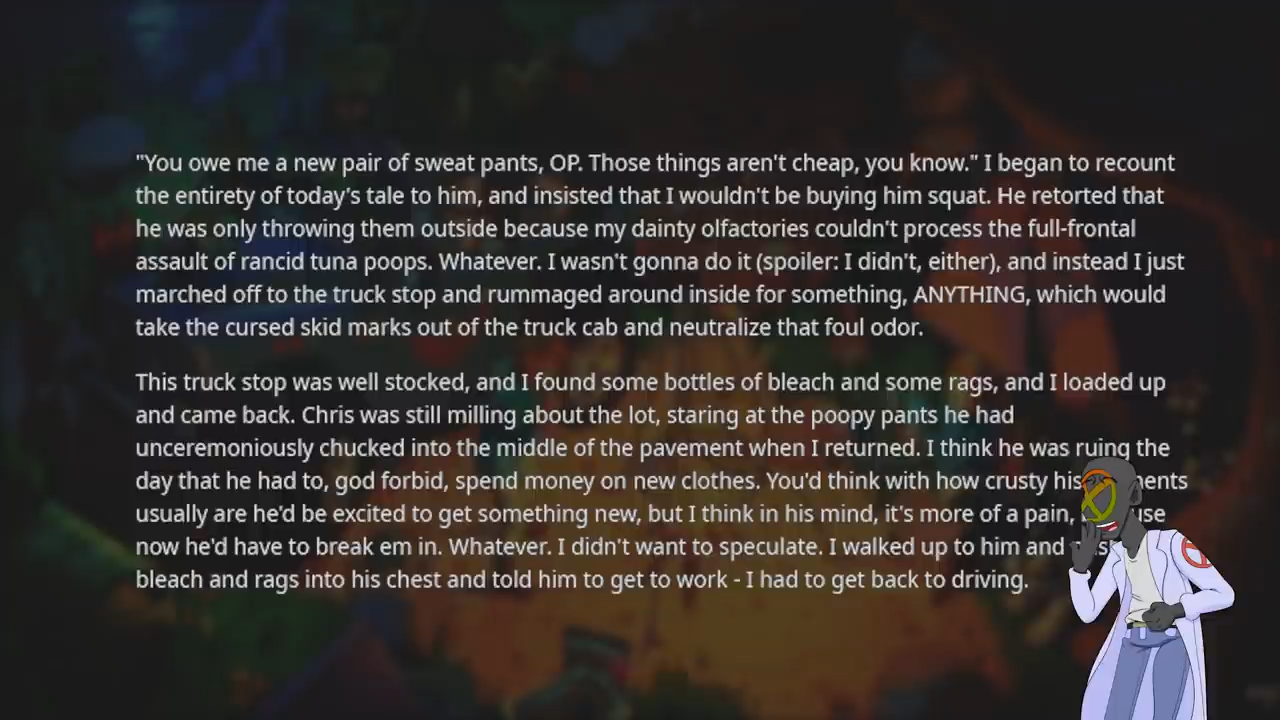 "You owe me a new pair of sweat pants, OP. Those things aren't cheap, you know." I began to recount
the entirety of today's tale to him, and insisted that I wouldn't be buying him squat. He retorted that
he was only throwing them outside because my dainty olfactories couldn't process the full-frontal
assault of rancid tuna poops. Whatever. I wasn't gonna do it (spoiler: I didn't, either), and instead I just
marched off to the truck stop and rummaged around inside for something, ANYTHING, which would
take the cursed skid marks out of the truck cab and neutralize that foul odor.
This truck stop was well stocked, and I found some bottles of bleach and some rags, and I loaded up
and came back. Chris was still milling about the lot, staring at the poopy pants he had
unceremoniously chucked into the middle of the pavement when I returned. I think he was ruing the
day that he had to, god forbid, spend money on new clothes. You'd think with how crusty his
usually are he'd be excited to get something new, but I think in his mind, it's more of a pain,
now he'd have to break em in. Whatever. I didn't want to speculate. I walked up to him and
bleach and rags into his chest and told him to get to work - I had to get back to driving.